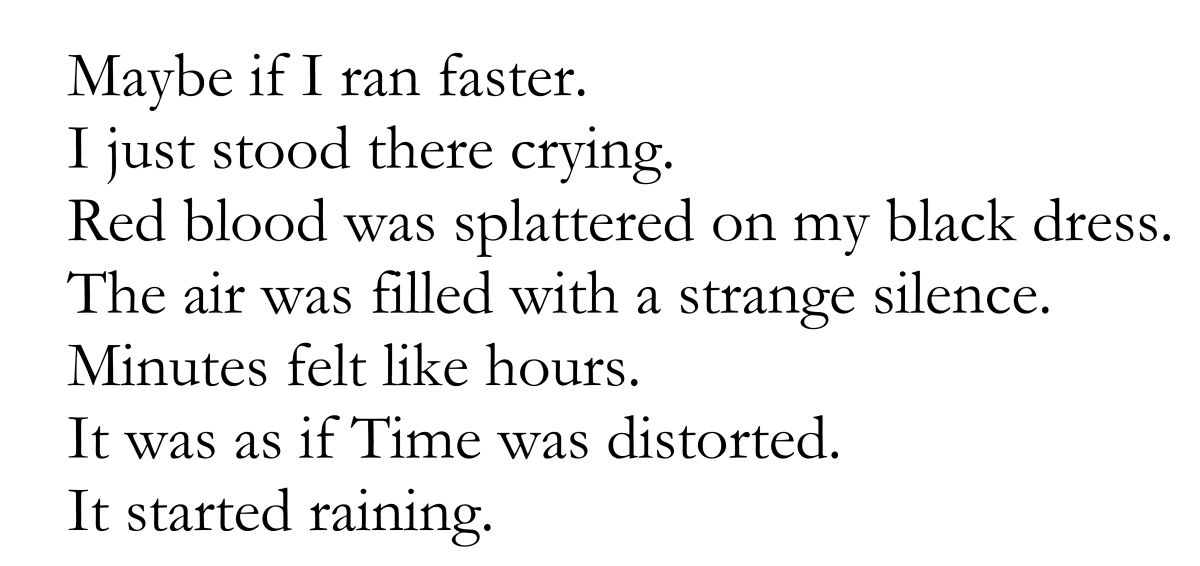 Maybe if I ran faster.
I just stood there crying.
Red blood was splattered on my black dress.
The air was filled with a strange silence.
Minutes felt like hours.
It was as if Time was distorted.
It started raining.